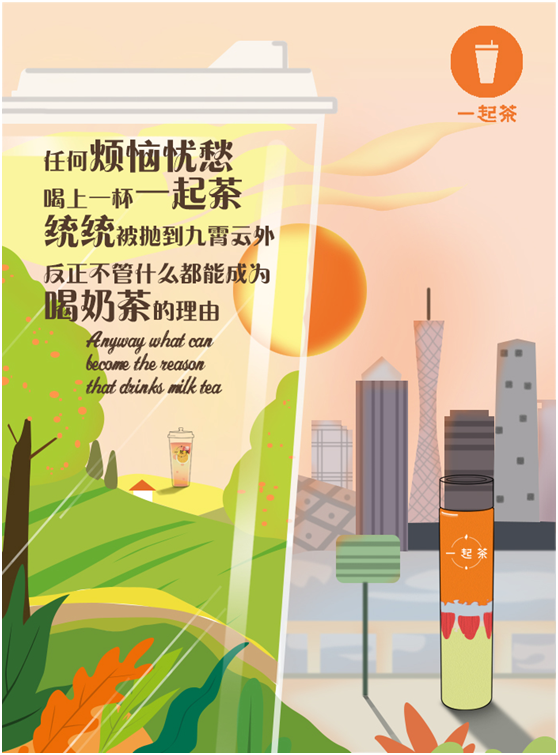 一起茶
任何烦恼忧愁
喝上一杯一起茶
统统被抛到九霄云外
反正不管什么都能成为
喝奶茶的理由
Anyway what can
become the reason
that drinks milk tea
一起茶